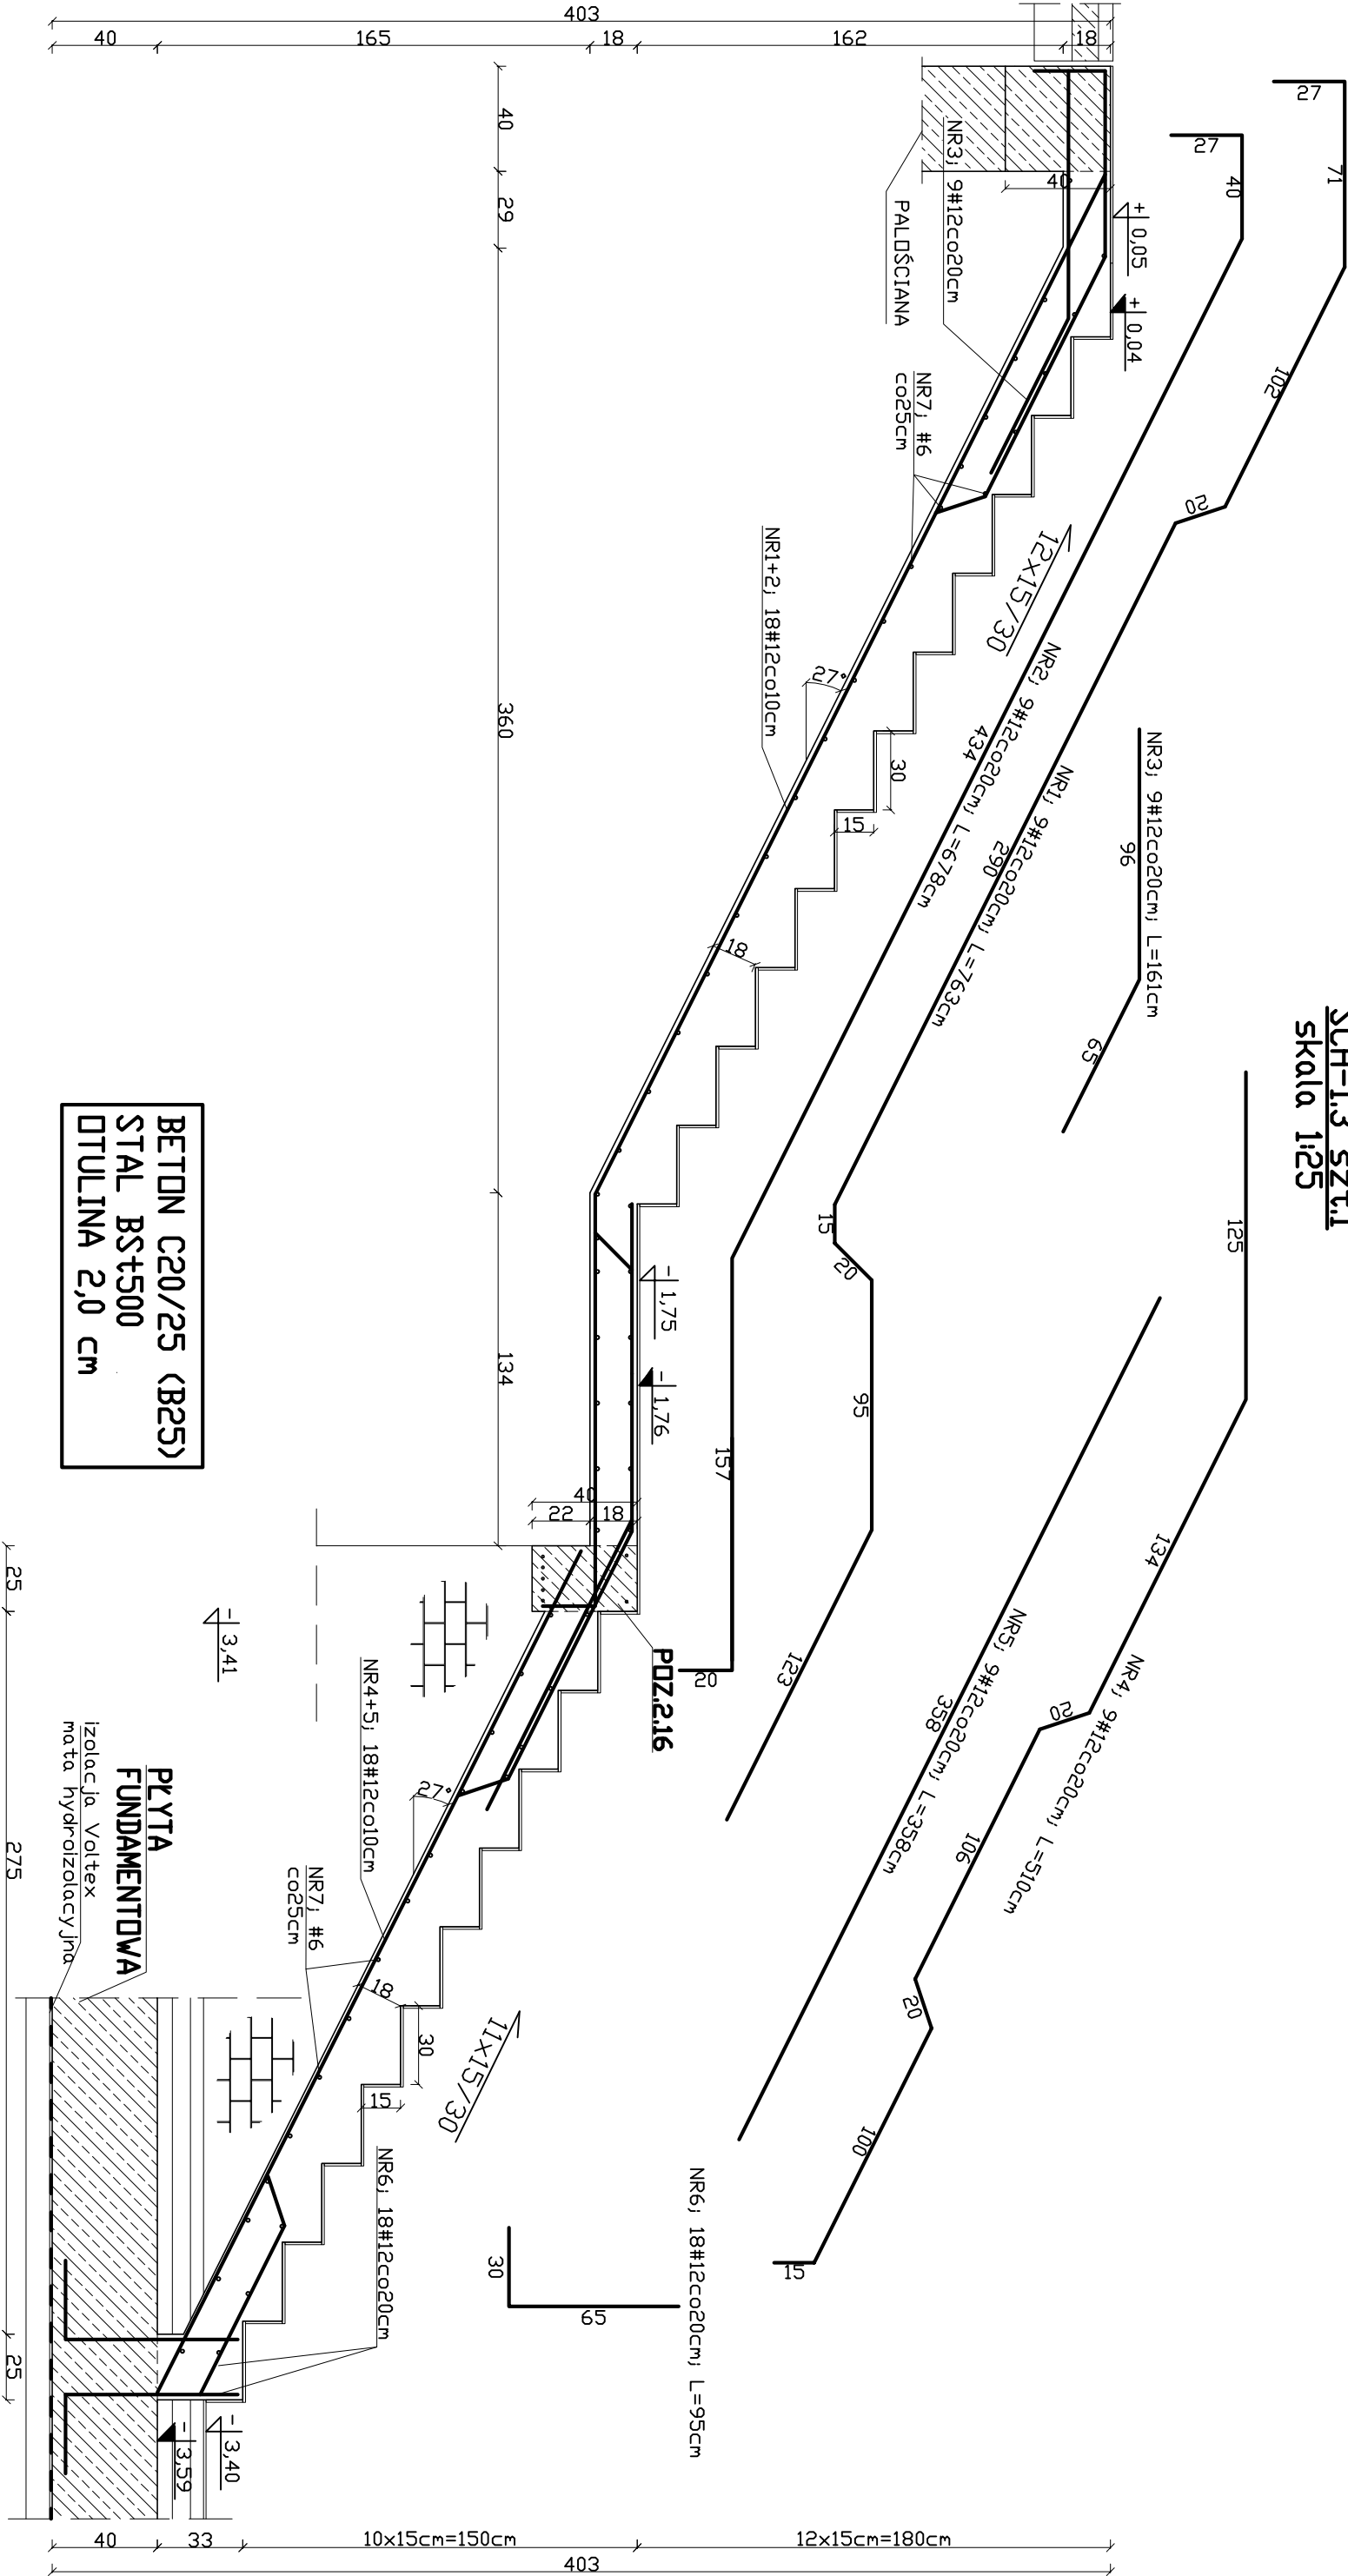 SCH-1.3 szt.1
skala 1:25
27
71
102
20
NR1; 9#12co20cm; L=763cm
290
15
20
95
123
27
40
NR2; 9#12co20cm; L=678cm
434
157
20
NR3; 9#12co20cm; L=161cm
96
65
125
134
20
NR4; 9#12co20cm; L=510cm
106
20
100
15
NR5; 9#12co20cm; L=358cm
358
NR6; 18#12co20cm; L=95cm
30
65
403
18
162
18
165
40
+
0,05
+
0,04
40
NR3; 9#12co20cm
PALOŚCIANA
NR7; #6
co25cm
12x15/30
NR1+2; 18#12co10cm
27°
30
15
18
-
1,75
-
1,76
40
22
18
POZ.2.16
40
29
360
134
-
3,41
NR4+5; 18#12co10cm
27°
NR7; #6
co25cm
18
30
15
11x15/30
NR6; 18#12co20cm
PŁYTA
FUNDAMENTOWA
izolacja Voltex
mata hydroizolacyjna
-
3,40
-
3,59
25
275
25
BETON C20/25 (B25)
STAL BSt500
OTULINA 2,0 cm
12x15cm=180cm
10x15cm=150cm
33
40
403